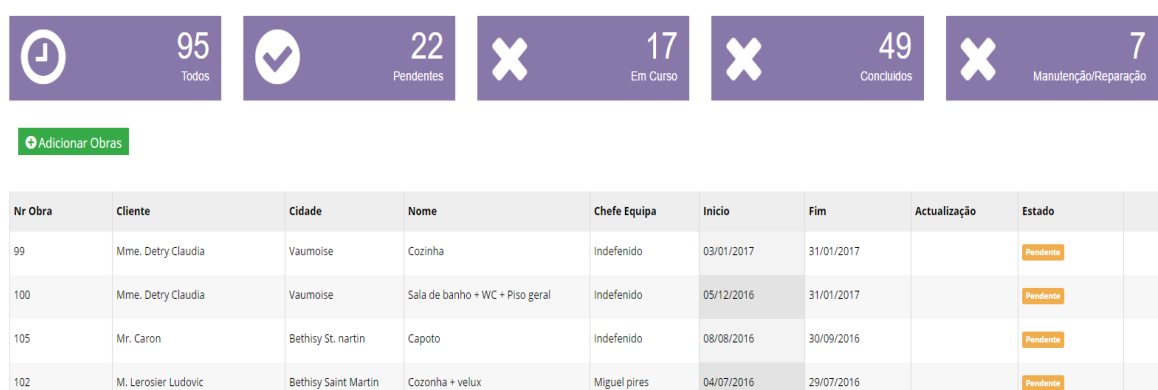 95
Todos
22
Pendentes
17
Em Curso
49
Concluidos
7
Manutenção/Reparação
Adicionar Obras
Nr Obra Cliente Cidade Nome Chefe Equipa Inicio Fim Actualização Estado
99 Mme. Detry Claudia Vaumoise Cozinha Indefenido 03/01/2017 31/01/2017 Pendente
100 Mme. Detry Claudia Vaumoise Sala de banho + WC + Piso geral Indefenido 05/12/2016 31/01/2017 Pendente
105 Mr. Caron Bethisy St. nartin Capoto Indefenido 08/08/2016 30/09/2016 Pendente
102 M. Lerosier Ludovic Bethisy Saint Martin Cozonha + velux Miguel pires 04/07/2016 29/07/2016 Pendente